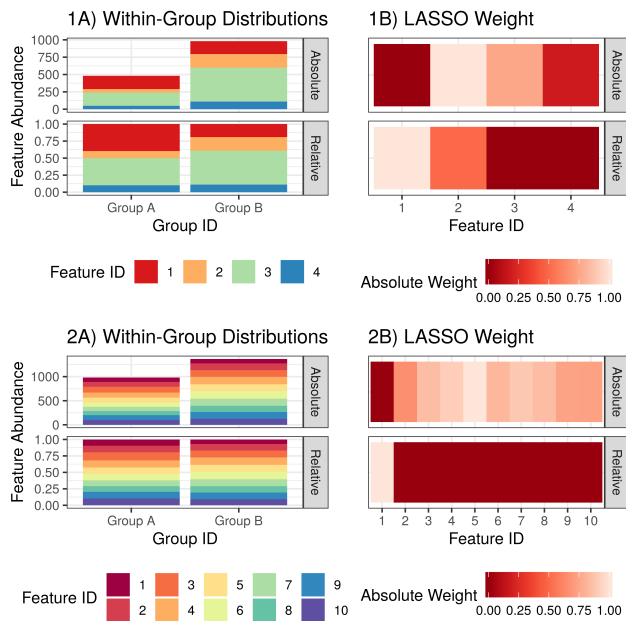 1A) Within-Group Distributions
1B) LASSO Weight
Feature Abundance
1000
750
500
250
0
Absolute
1.00
0.75
0.50
0.25
0.00
Relative
Group A Group B
Group ID
Absolute
Relative
1 2 3 4
Feature ID
Feature ID 1 2 3 4
Absolute Weight
0.00 0.25 0.50 0.75 1.00
2A) Within-Group Distributions
2B) LASSO Weight
Feature Abundance
1000
500
0
Absolute
1.00
0.75
0.50
0.25
0.00
Relative
Group A Group B
Group ID
Absolute
Relative
1 2 3 4 5 6 7 8 9 10
Feature ID
Feature ID
1 3 5 7 9
2 4 6 8 10
Absolute Weight
0.00 0.25 0.50 0.75 1.00